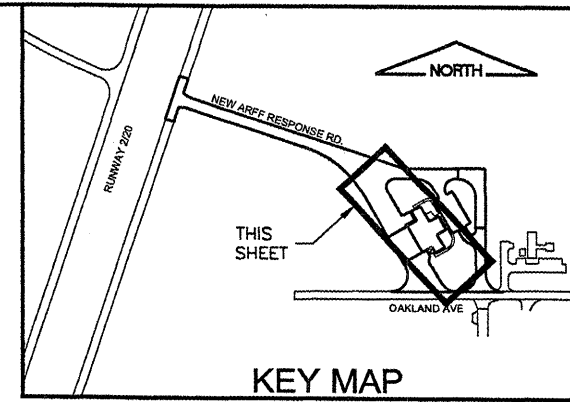 NORTH
NEW ARFF RESPONSE RD.
RUNWAY 2/20
THIS
SHEET
OAKLAND AVE
KEY MAP